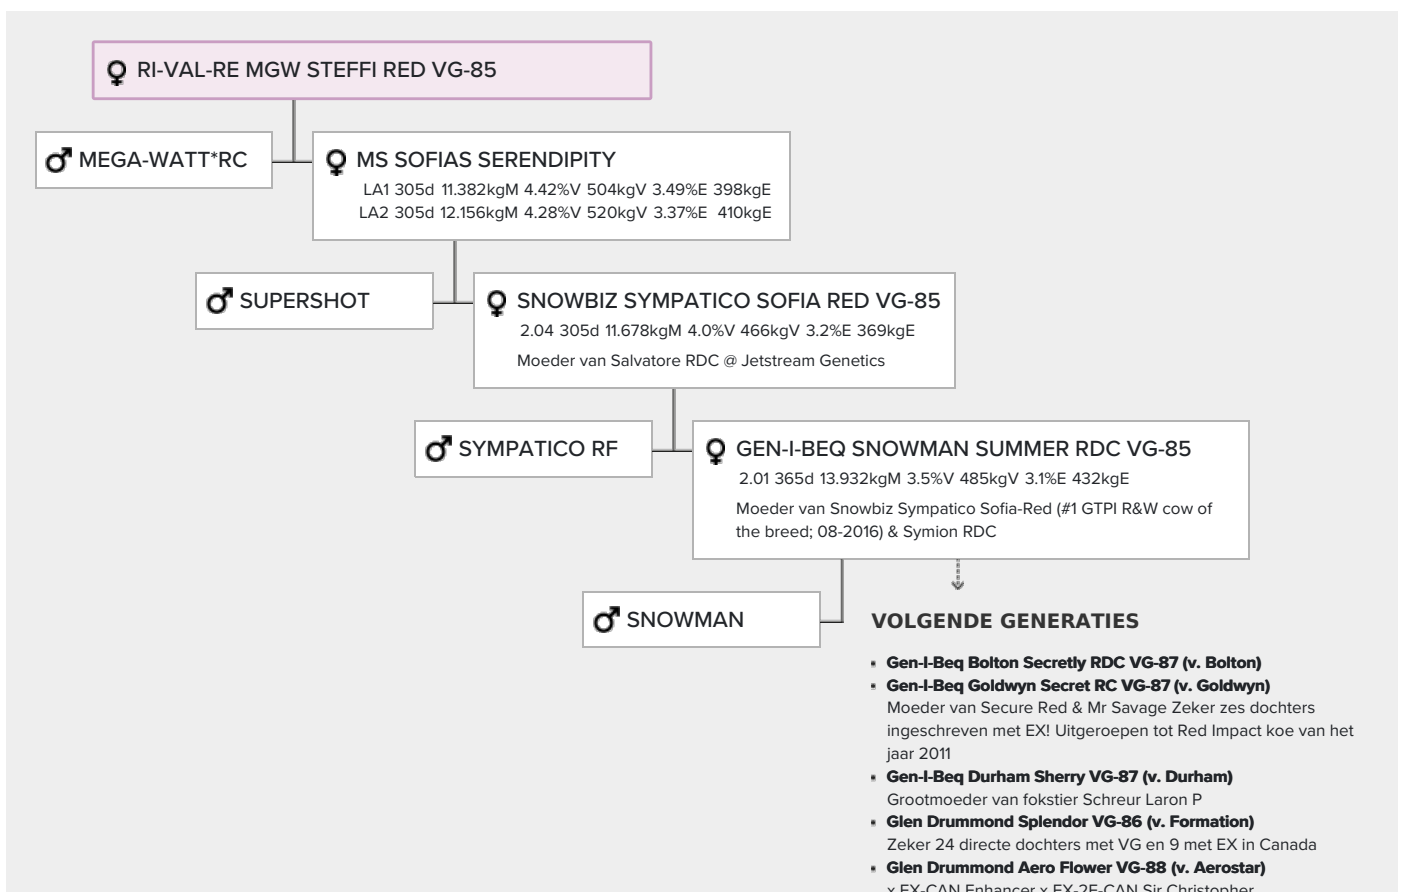 RI-VAL-RE MGW STEFFI RED VG-85
MEGA-WATT*RC
MS SOFIAS SERENDIPITY
LA1 305d 11.382kgM 4.42%V 504kgV 3.49%E 398kgE
LA2 305d 12.156kgM 4.28%V 520kgV 3.37%E 410kgE
SUPERSHOT
SNOWBIZ SYMPATICO SOFIA RED VG-85
2.04 305d 11.678kgM 4.0%V 466kgV 3.2%E 369kgE
Moeder van Salvatore RDC @ Jetstream Genetics
SYMPATICO RF
GEN-I-BEQ SNOWMAN SUMMER RDC VG-85
2.01 365d 13.932kgM 3.5%V 485kgV 3.1%E 432kgE
Moeder van Snowbiz Sympatico Sofia-Red (#1 GTPI R&W cow of
the breed; 08-2016) & Symion RDC
SNOWMAN
VOLGENDE GENERATIES
Gen-I-Beq Bolton Secretly RDC VG-87 (v. Bolton)
Gen-I-Beq Goldwyn Secret RC VG-87 (v. Goldwyn)
Moeder van Secure Red & Mr Savage Zeker zes dochters
ingeschreven met EX! Uitgeroepen tot Red Impact koe van het
jaar 2011
Gen-I-Beq Durham Sherry VG-87 (v. Durham)
Grootmoeder van fokstier Schreur Laron P
Glen Drummond Splendor VG-86 (v. Formation)
Zeker 24 directe dochters met VG en 9 met EX in Canada
Glen Drummond Aero Flower VG-88 (v. Aerostar)
x EX-CAN Enhancer x EX-2E-CAN Sir Christopher